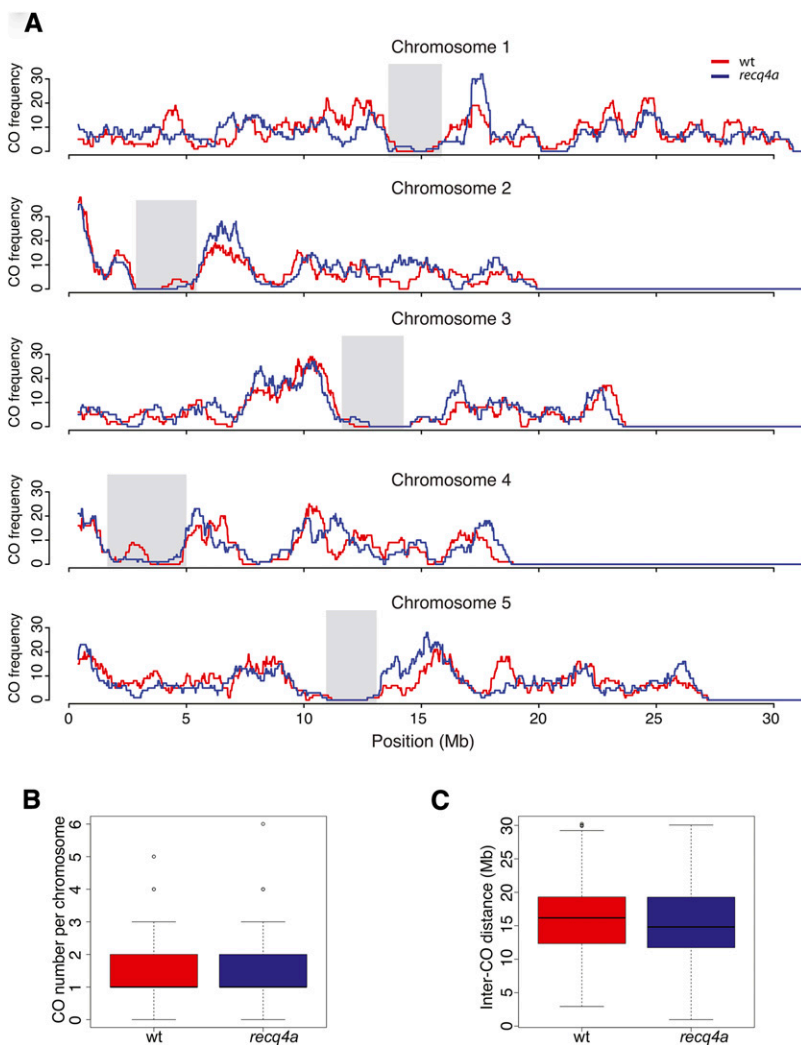 A
Chromosome 1
wt
recq4a
CO frequency
0 10 20 30
Chromosome 2
CO frequency
0 10 20 30
Chromosome 3
CO frequency
0 10 20 30
Chromosome 4
CO frequency
0 10 20 30
Chromosome 5
CO frequency
0 10 20 30
0 5 10 15 20 25 30
Position (Mb)
B
CO number per chromosome
0 1 2 3 4 5 6
wt recq4a
C
Inter-CO distance (Mb)
0 5 10 15 20 25 30
wt recq4a